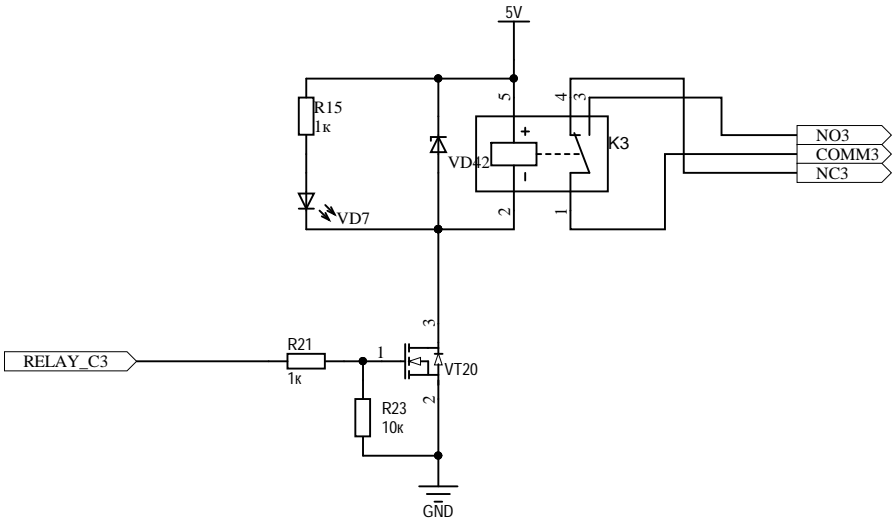 5V
R15
1к
VD7
VD42
5
+
-
2
4
3
K3
1
NO3
COMM3
NC3
RELAY_C3
R21
1к
1
3
VT20
2
R23
10к
GND